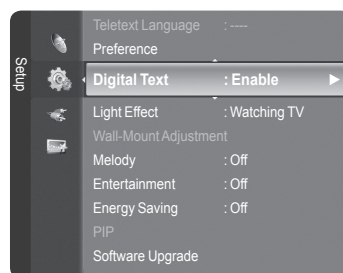 Setup
Teletext Language : ----
Preference
Digital Text : Enable
Light Effect : Watching TV
Wall-Mount Adjustment
Melody : Off
Entertainment : Off
Energy Saving : Off
PIP
Software Upgrade